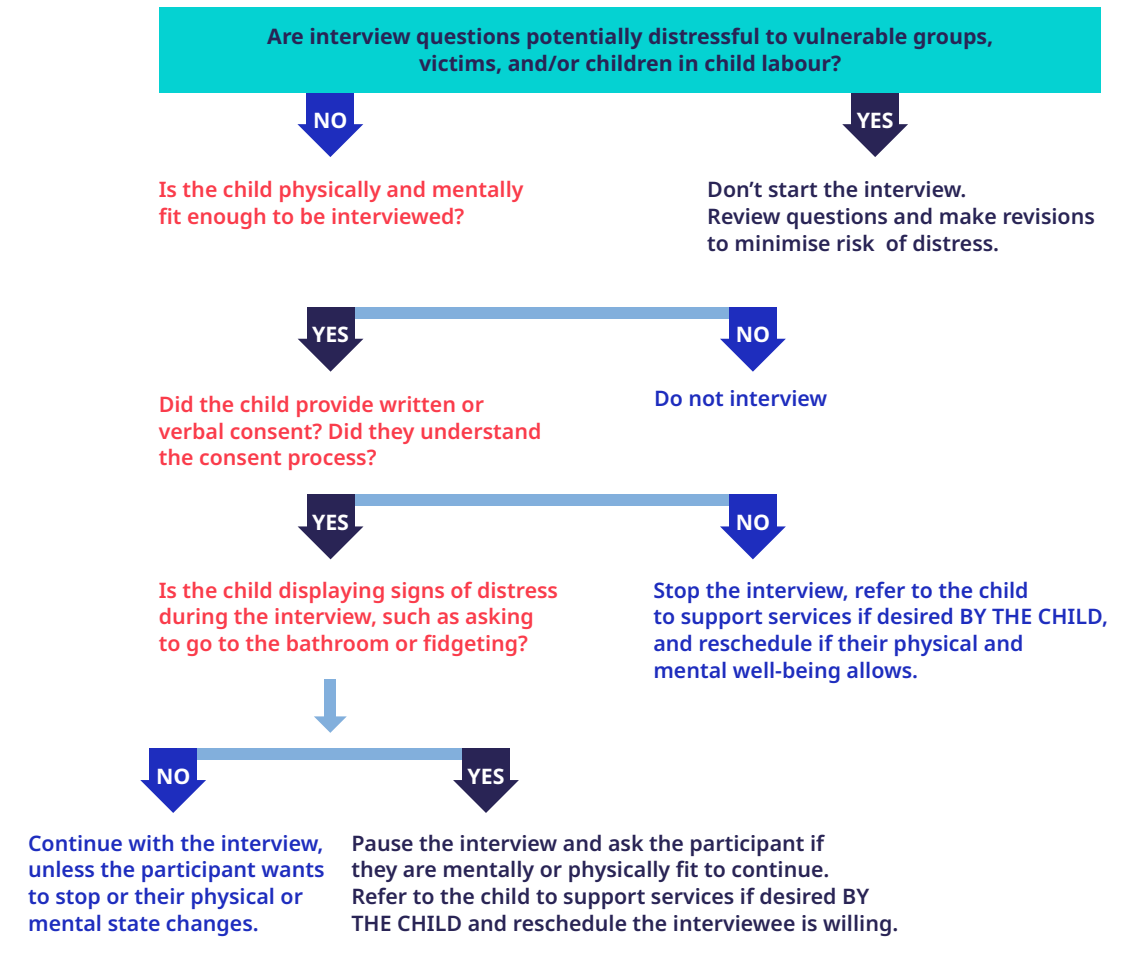 Are interview questions potentially distressful to vulnerable groups,
victims, and/or children in child labour?
NO
YES
Is the child physically and mentally
fit enough to be interviewed?
Don’t start the interview.
Review questions and make revisions
to minimise risk  of distress.
YES
NO
Did the child provide written or
verbal consent? Did they understand
the consent process?
Do not interview
YES
NO
Is the child displaying signs of distress
during the interview, such as asking
to go to the bathroom or fidgeting?
Stop the interview, refer to the child
to support services if desired BY THE CHILD,
and reschedule if their physical and
mental well-being allows.
NO
YES
Continue with the interview,
unless the participant wants
to stop or their physical or
mental state changes.
Pause the interview and ask the participant if
they are mentally or physically fit to continue.
Refer to the child to support services if desired BY
THE CHILD and reschedule the interviewee is willing.